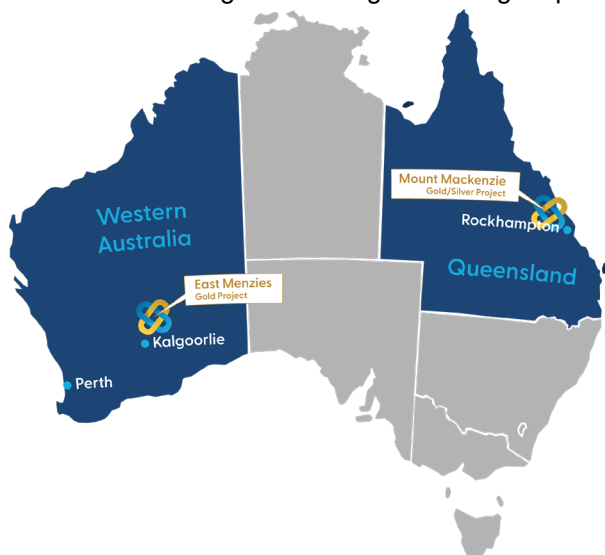 Mount Mackenzie
Gold/Silver Project
Rockhampton
Western
Australia
Queensland
East Menzies
Gold Project
Kalgoorlie
Perth